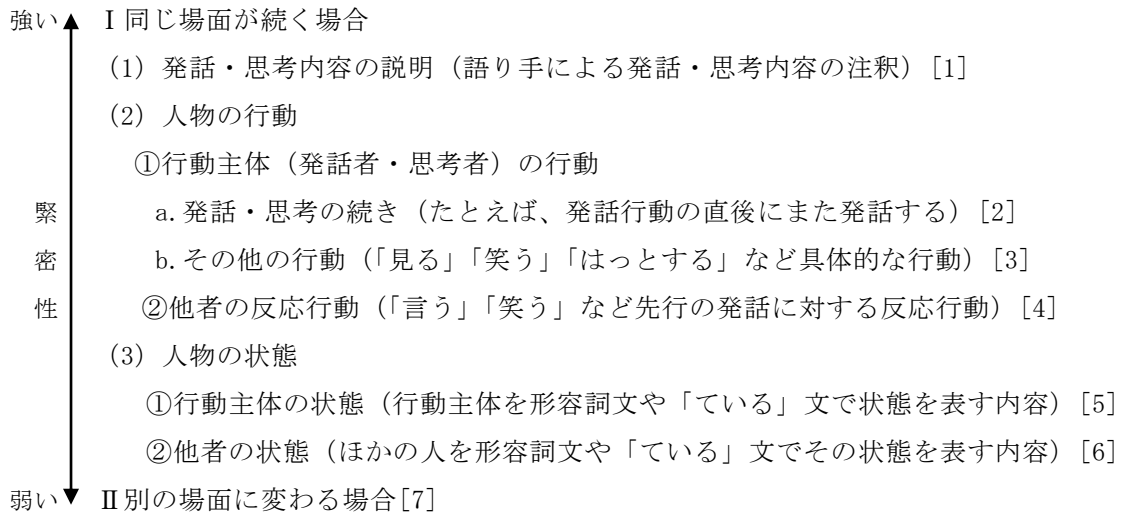 強い Ⅰ同じ場面が続く場合
(1) 発話・思考内容の説明（語り手による発話・思考内容の注釈）[1]
(2) 人物の行動
①行動主体（発話者・思考者）の行動
緊 a.発話・思考の続き（たとえば、発話行動の直後にまた発話する）[2]
密 b.その他の行動（「見る」「笑う」「はっとする」など具体的な行動）[3]
性 ②他者の反応行動（「言う」「笑う」など先行の発話に対する反応行動）[4]
(3) 人物の状態
①行動主体の状態（行動主体を形容詞文や「ている」文で状態を表す内容）[5]
②他者の状態（ほかの人を形容詞文や「ている」文でその状態を表す内容）[6]
弱い Ⅱ別の場面に変わる場合[7]